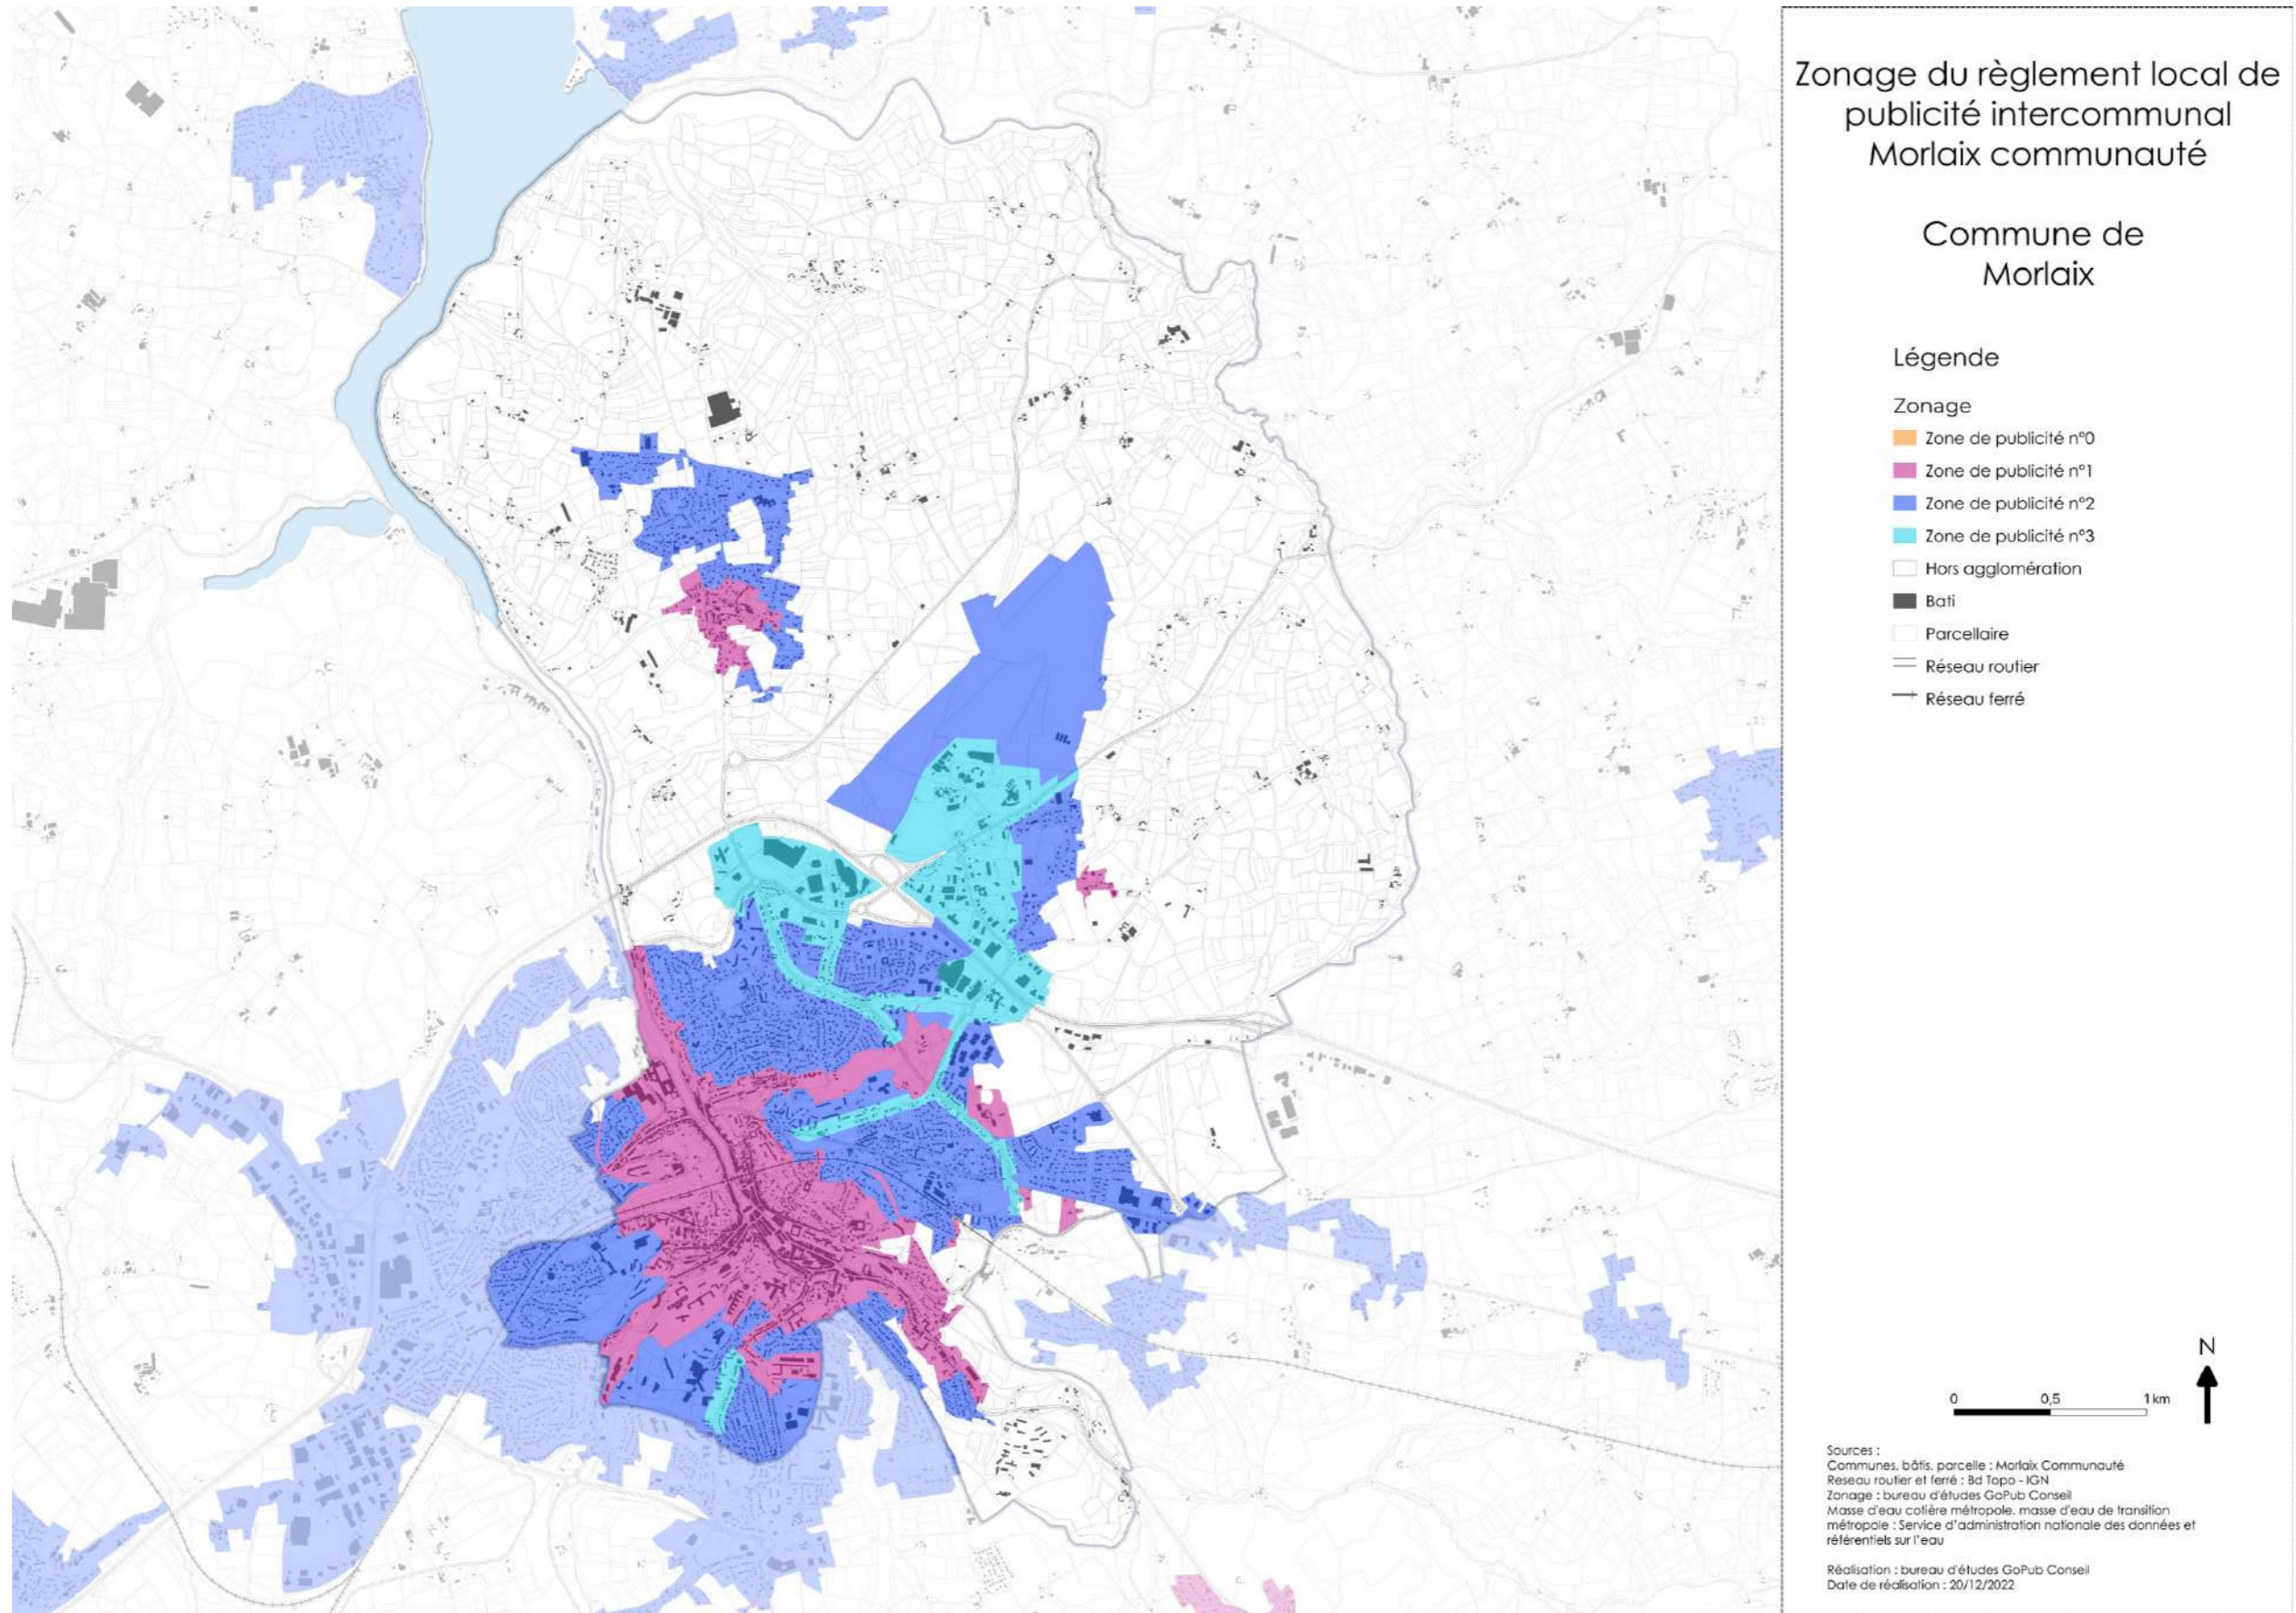 Zonage du règlement local de
publicité intercommunal
Morlaix communauté
Commune de
Morlaix
Légende
Zonage
Zone de publicité n°0
Zone de publicité n°1
Zone de publicité n°2
Zone de publicité n°3
Hors agglomération
Bati
Parcellaire
Réseau routier
Réseau ferré
N
0 0,5 1 km
Sources :
Communes, bâtis, parcelle : Morlaix Communauté
Reseau routier et ferré : Bd Topo - IGN
Zonage : bureau d'études GoPub Conseil
Masse d'eau cotière métropole, masse d'eau de transition
métropole : Service d'administration nationale des données et
référentiels sur l'eau
Réalisation : bureau d'études GoPub Conseil
Date de réalisation : 20/12/2022